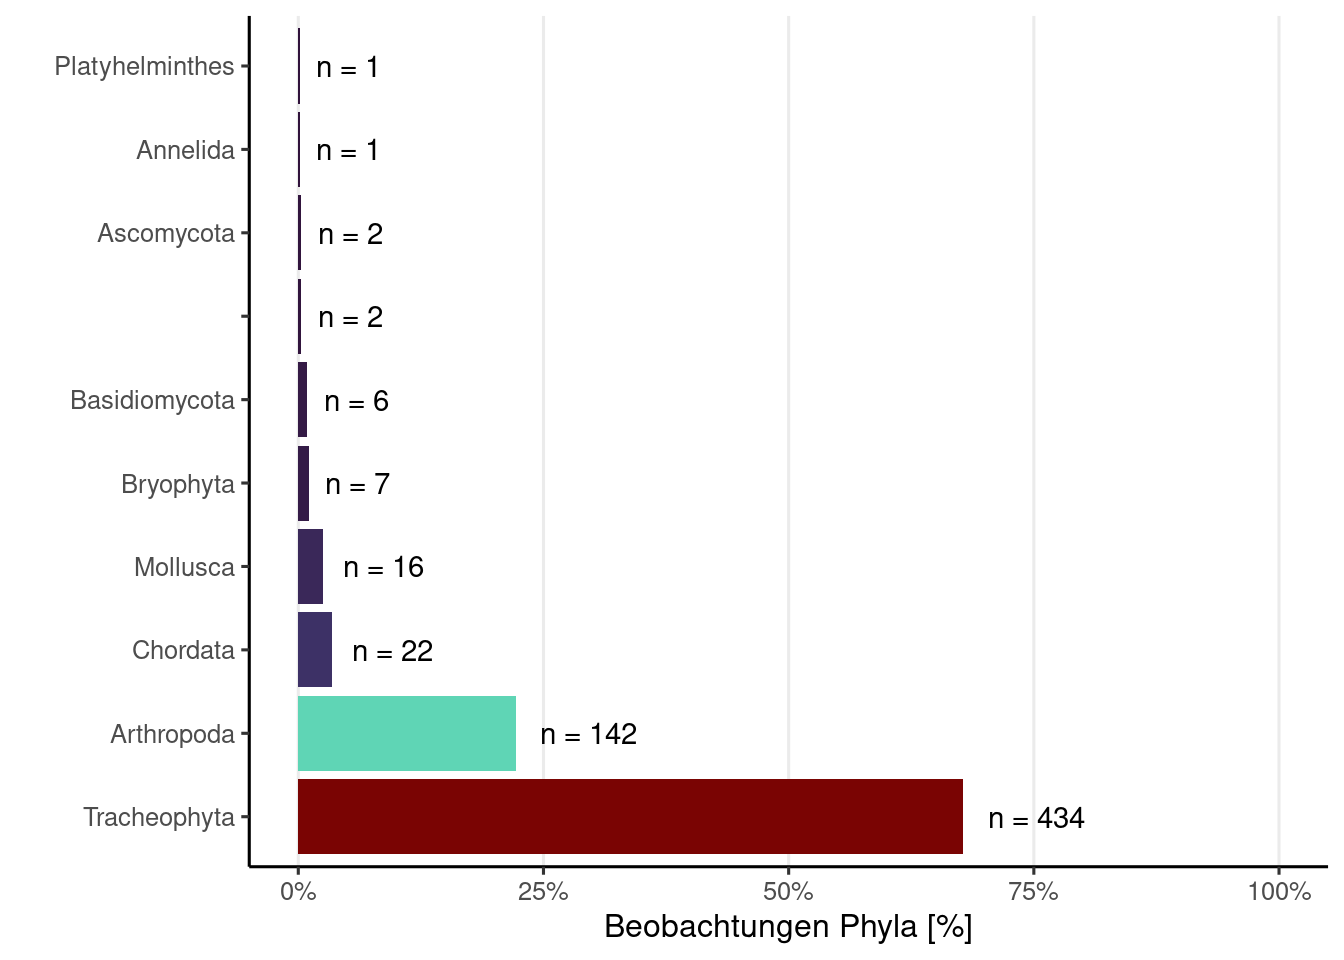 Platyhelminthes n = 1
Annelida n = 1
Ascomycota n = 2
n = 2
Basidiomycota n = 6
Bryophyta n = 7
Mollusca n = 16
Chordata n = 22
Arthropoda n = 142
Tracheophyta n = 434
0% 25% 50% 75% 100%
Beobachtungen Phyla [%]